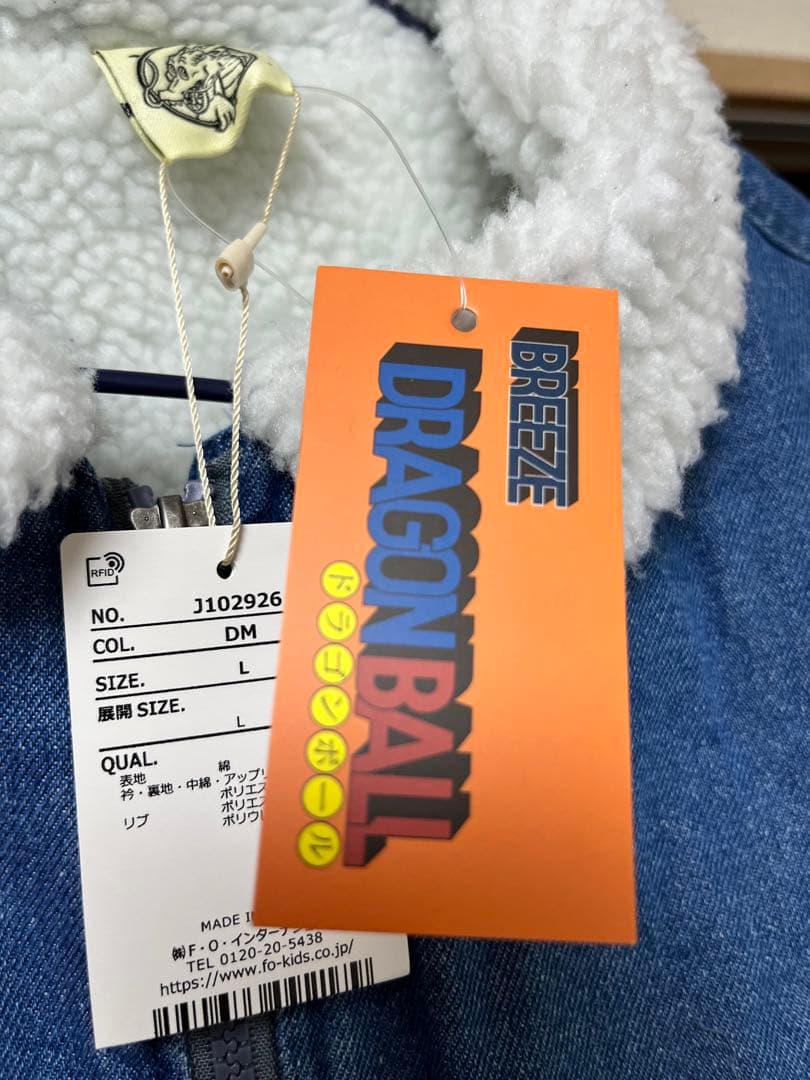 BREEZE
DRAGON BALL
ドラゴンボール
RFID
NO. J102926
COL. DM
SIZE. L
展開 SIZE.
L
QUAL.
表地 綿
衿・裏地・中綿・アップリ
ポリエス
ポリエス
リブ ポリウレ
MADE I
㈱F・O・インターナシ
TEL 0120-20-5438
https://www.fo-kids.co.jp/